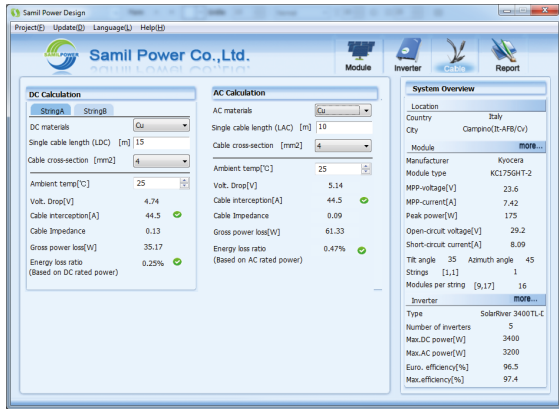 Samil Power Design
Project(F) Update(D) Language(L) Help(H)
SAMILPOWER
Samil Power Co.,Ltd.
Module
Inverter
Cable
Report
DC Calculation
StringA StringB
DC materials Cu
Single cable length (LDC) [m] 15
Cable cross-section [mm2] 4
Ambient temp[℃] 25
Volt. Drop[V] 4.74
Cable interception[A] 44.5
Cable Impedance 0.13
Gross power loss[W] 35.17
Energy loss ratio 0.25%
(Based on DC rated power)
AC Calculation
AC materials Cu
Single cable length (LAC) [m] 10
Cable cross-section [mm2] 4
Ambient temp[℃] 25
Volt. Drop[V] 5.14
Cable interception[A] 44.5
Cable Impedance 0.09
Gross power loss[W] 61.33
Energy loss ratio 0.47%
(Based on AC rated power)
System Overview
Location
Country Italy
City Ciampino(It-AFB/Cv)
Module more...
Manufacturer Kyocera
Module type KC175GHT-2
MPP-voltage[V] 23.6
MPP-current[A] 7.42
Peak power[W] 175
Open-circuit voltage[V] 29.2
Short-circuit current[A] 8.09
Tilt angle 35 Azimuth angle 45
Strings [1,1] 1
Modules per string [9,17] 16
Inverter more...
Type SolarRiver 3400TL-D
Number of inverters 5
Max.DC power[W] 3400
Max.AC power[W] 3200
Euro. efficiency[%] 96.5
Max.efficiency[%] 97.4